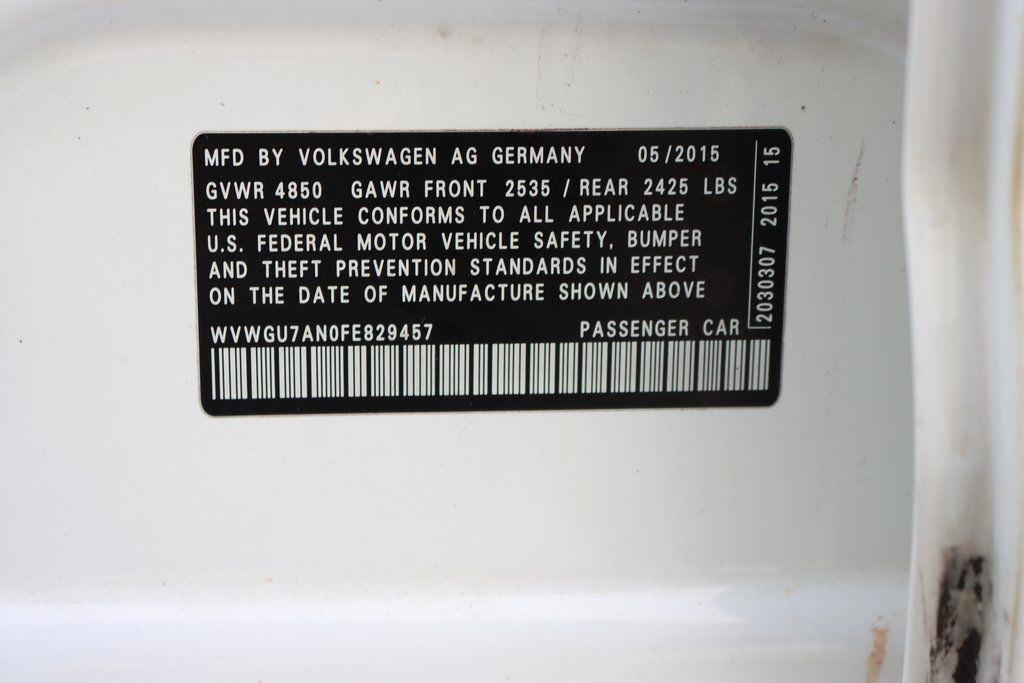 MFD BY VOLKSWAGEN AG GERMANY 05/2015
GVWR 4850 GAWR FRONT 2535 / REAR 2425 LBS
THIS VEHICLE CONFORMS TO ALL APPLICABLE
U.S. FEDERAL MOTOR VEHICLE SAFETY, BUMPER
AND THEFT PREVENTION STANDARDS IN EFFECT
ON THE DATE OF MANUFACTURE SHOWN ABOVE
WVWGU7AN0FE829457 PASSENGER CAR
2030307 2015 15